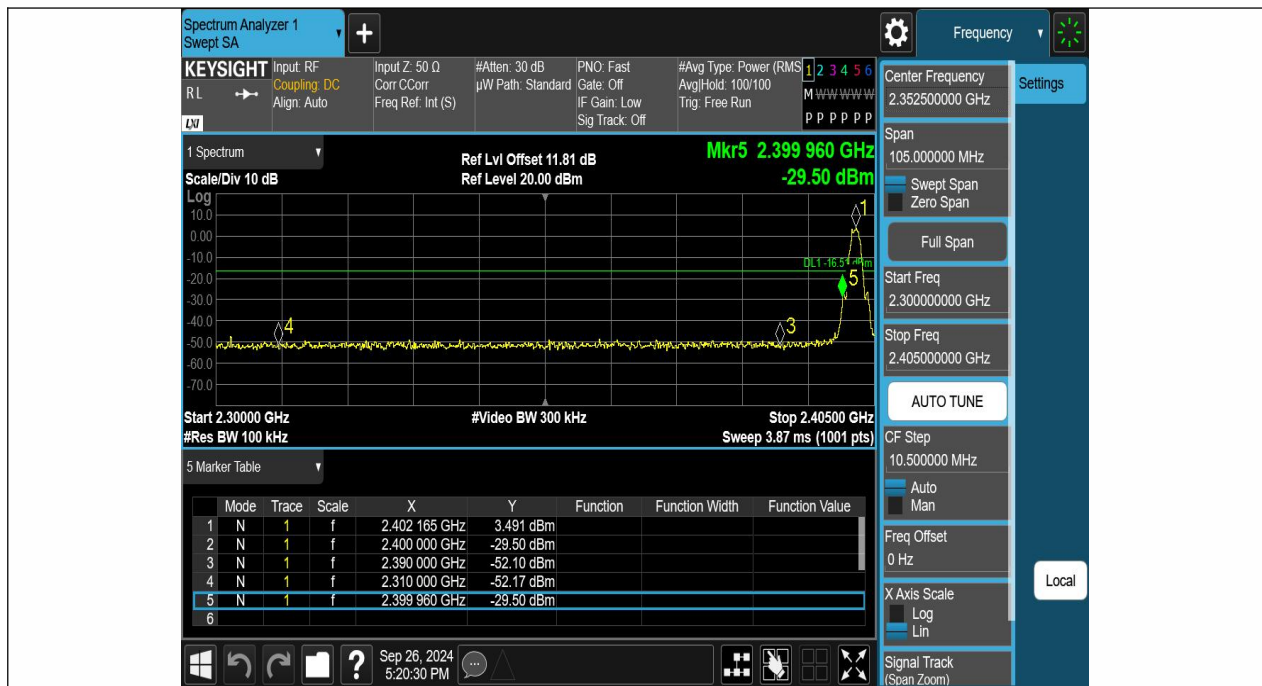 Spectrum Analyzer 1
Swept SA
Frequency
KEYSIGHT
RL
LXI
Input: RF
Coupling: DC
Align: Auto
Input Z: 50 Ω
Corr CCorr
Freq Ref: Int (S)
#Atten: 30 dB
µW Path: Standard
PNO: Fast
Gate: Off
IF Gain: Low
Sig Track: Off
#Avg Type: Power (RMS
Avg|Hold: 100/100
Trig: Free Run
1 2 3 4 5 6
M W W W W W
P P P P P P
1 Spectrum
Scale/Div 10 dB
Ref Lvl Offset 11.81 dB
Ref Level 20.00 dBm
Mkr5 2.399 960 GHz
-29.50 dBm
Log
10.0
0.00
-10.0
-20.0
-30.0
-40.0
-50.0
-60.0
-70.0
1
DL1 -16.51 dBm
5
4
3
Start 2.30000 GHz
#Video BW 300 kHz
Stop 2.40500 GHz
#Res BW 100 kHz
Sweep 3.87 ms (1001 pts)
5 Marker Table
Mode Trace Scale X Y Function Function Width Function Value
1 N 1 f 2.402 165 GHz 3.491 dBm
2 N 1 f 2.400 000 GHz -29.50 dBm
3 N 1 f 2.390 000 GHz -52.10 dBm
4 N 1 f 2.310 000 GHz -52.17 dBm
5 N 1 f 2.399 960 GHz -29.50 dBm
6
Sep 26, 2024
5:20:30 PM
Center Frequency
2.352500000 GHz
Span
105.000000 MHz
Swept Span
Zero Span
Full Span
Start Freq
2.300000000 GHz
Stop Freq
2.405000000 GHz
AUTO TUNE
CF Step
10.500000 MHz
Auto
Man
Freq Offset
0 Hz
X Axis Scale
Log
Lin
Signal Track
(Span Zoom)
Settings
Local